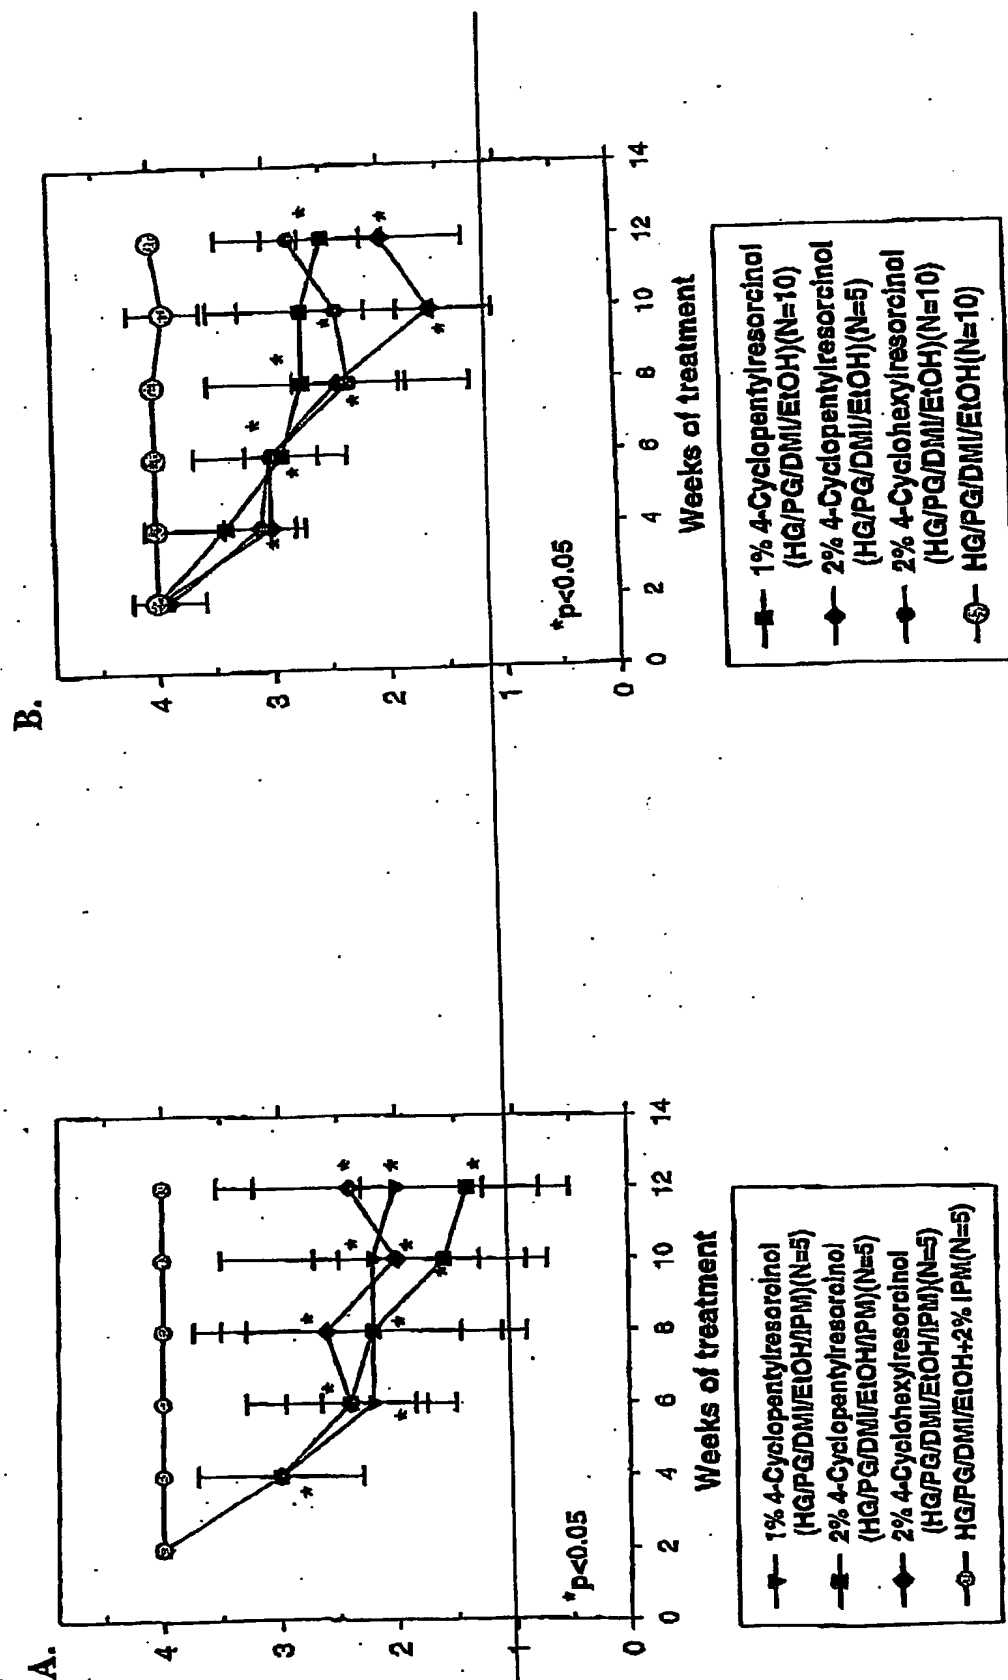 A.
4
3
2
1
0
*p<0.05
* * * * * * * * * * *
0 2 4 6 8 10 12 14
Weeks of treatment
1% 4-Cyclopentylresorcinol
(HG/PG/DMI/EtOH/IPM)(N=5)
2% 4-Cyclopentylresorcinol
(HG/PG/DMI/EtOH/IPM)(N=5)
2% 4-Cyclohexylresorcinol
(HG/PG/DMI/EtOH/IPM)(N=5)
HG/PG/DMI/EtOH+2% IPM(N=5)
B.
4
3
2
1
0
*p<0.05
* * * * * * * * *
0 2 4 6 8 10 12 14
Weeks of treatment
1% 4-Cyclopentylresorcinol
(HG/PG/DMI/EtOH)(N=10)
2% 4-Cyclopentylresorcinol
(HG/PG/DMI/EtOH)(N=5)
2% 4-Cyclohexylresorcinol
(HG/PG/DMI/EtOH)(N=10)
HG/PG/DMI/EtOH(N=10)